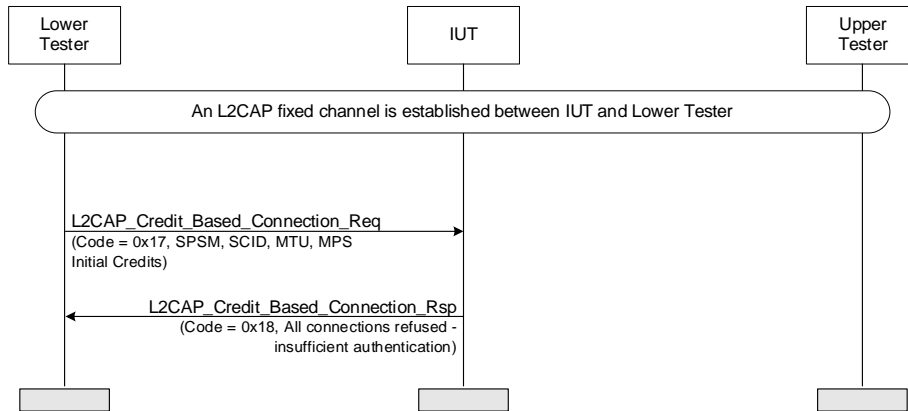 Lower
Tester
IUT
Upper
Tester
An L2CAP fixed channel is established between IUT and Lower Tester
L2CAP_Credit_Based_Connection_Req
(Code = 0x17, SPSM, SCID, MTU, MPS
Initial Credits)
L2CAP_Credit_Based_Connection_Rsp
(Code = 0x18, All connections refused -
insufficient authentication)